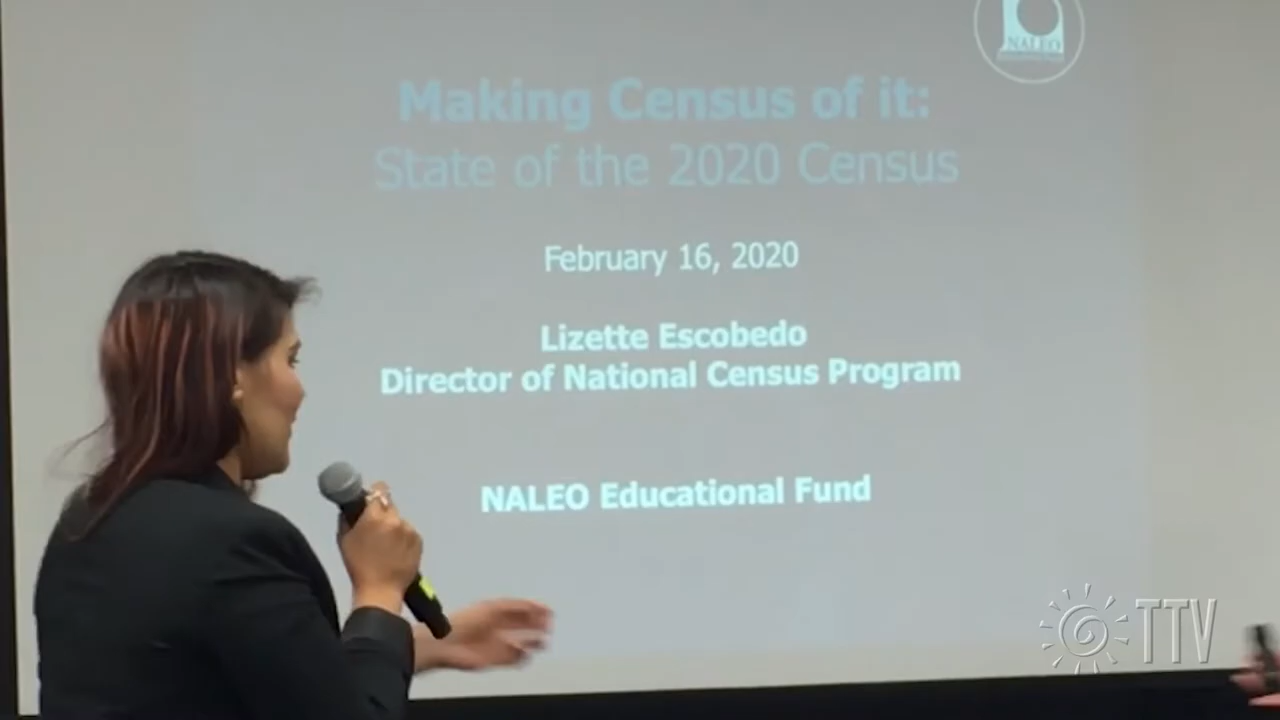 NALEO
Making Census of it:
State of the 2020 Census
February 16, 2020
Lizette Escobedo
Director of National Census Program
NALEO Educational Fund
TTV